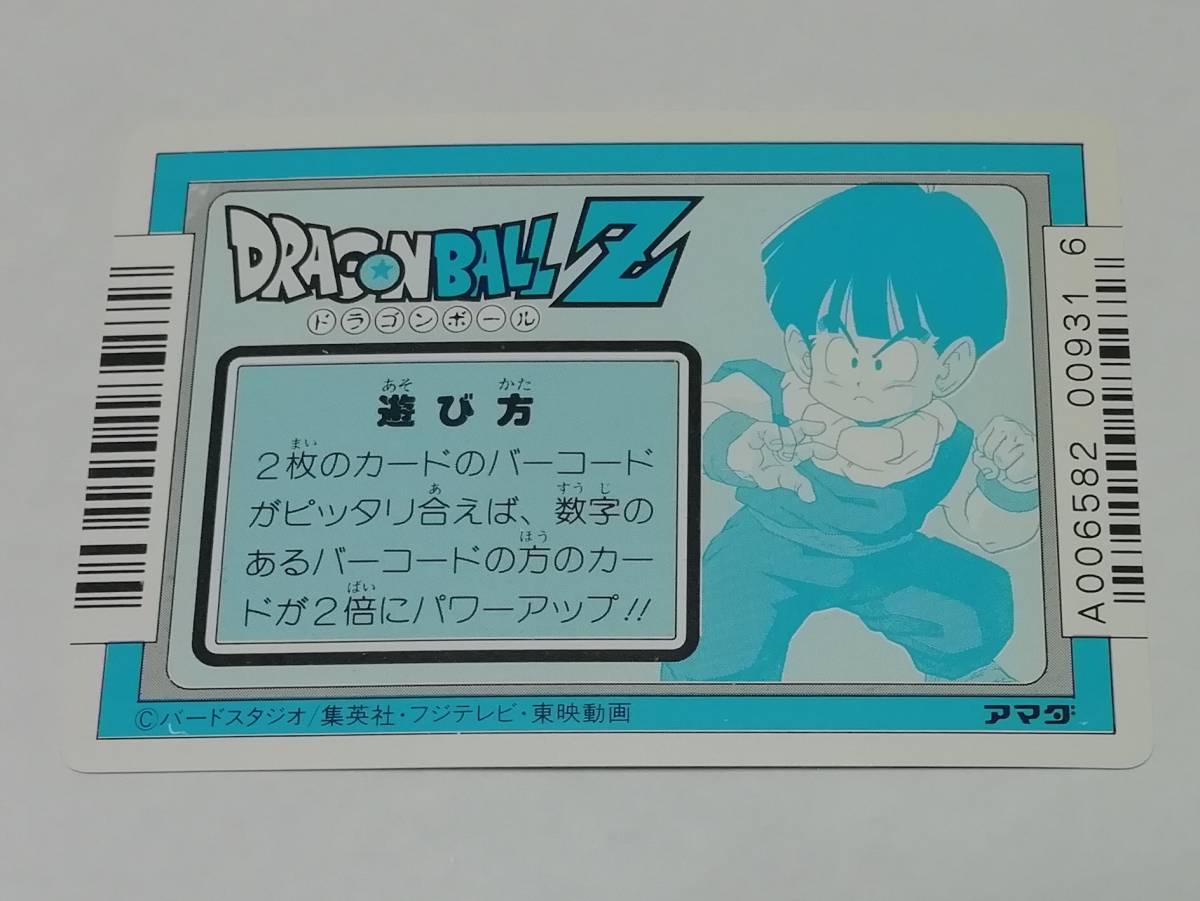 DRAGON BALL Z
ドラゴンボール
あそ かた
遊び方
まい
2枚のカードのバーコード
あ すうじ
がピッタリ合えば、数字の
ほう
あるバーコードの方のカー
ばい
ドが2倍にパワーアップ!!
©バードスタジオ/集英社・フジテレビ・東映動画
アマダ
A006582 00931 6